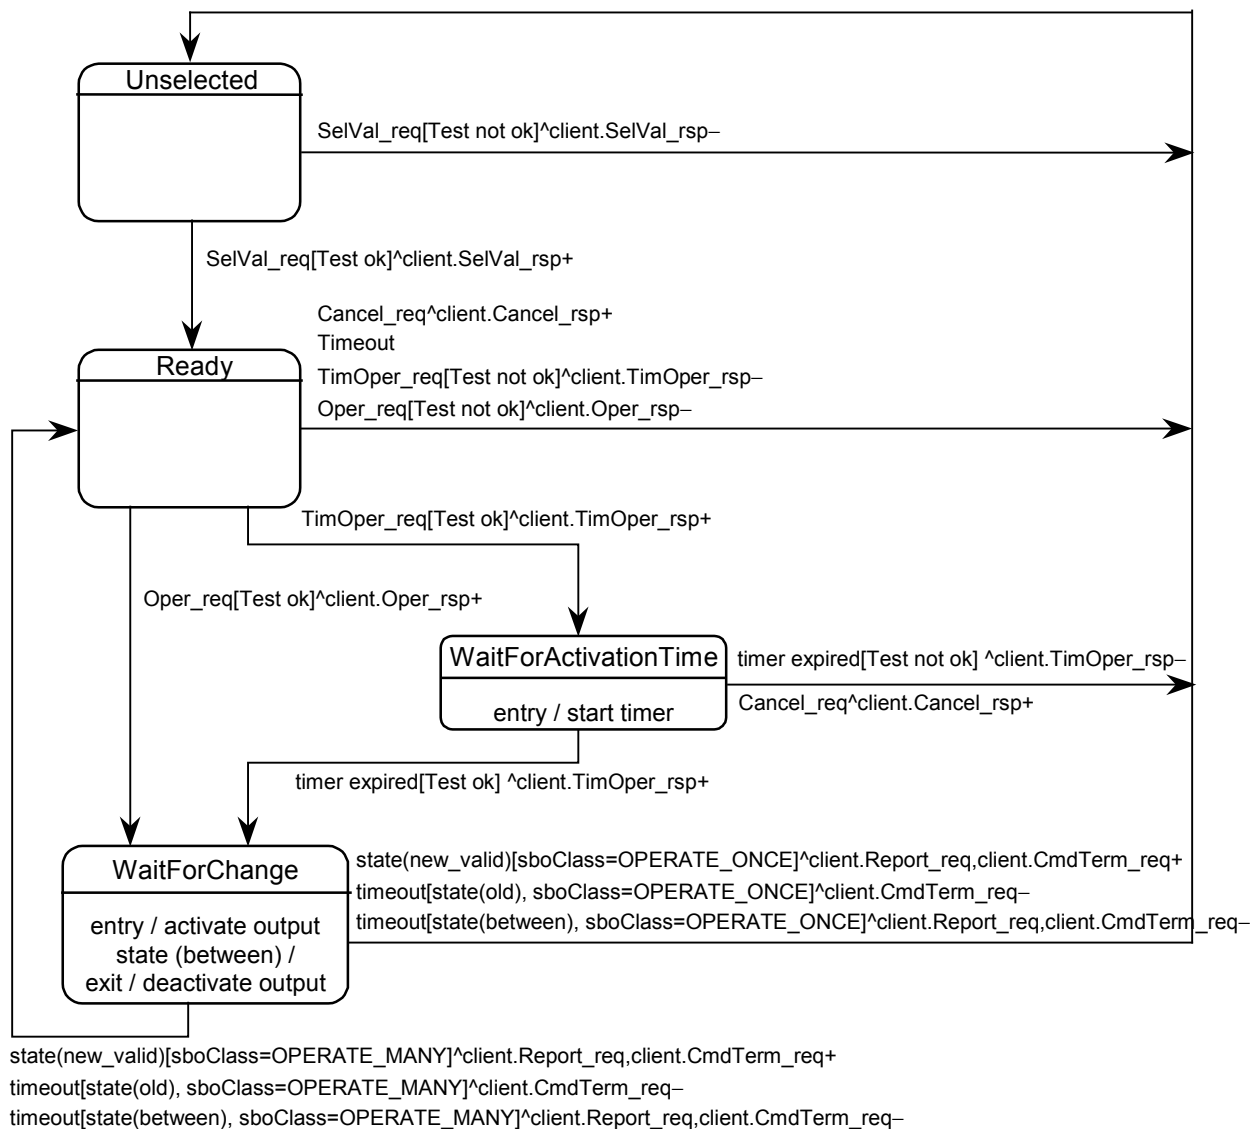 Unselected
SelVal_req[Test not ok]^client.SelVal_rsp–
SelVal_req[Test ok]^client.SelVal_rsp+
Cancel_req^client.Cancel_rsp+
Timeout
TimOper_req[Test not ok]^client.TimOper_rsp–
Oper_req[Test not ok]^client.Oper_rsp–
Ready
TimOper_req[Test ok]^client.TimOper_rsp+
Oper_req[Test ok]^client.Oper_rsp+
WaitForActivationTime
entry / start timer
timer expired[Test not ok] ^client.TimOper_rsp–
Cancel_req^client.Cancel_rsp+
timer expired[Test ok] ^client.TimOper_rsp+
WaitForChange
entry / activate output
state (between) /
exit / deactivate output
state(new_valid)[sboClass=OPERATE_ONCE]^client.Report_req,client.CmdTerm_req+
timeout[state(old), sboClass=OPERATE_ONCE]^client.CmdTerm_req–
timeout[state(between), sboClass=OPERATE_ONCE]^client.Report_req,client.CmdTerm_req–
state(new_valid)[sboClass=OPERATE_MANY]^client.Report_req,client.CmdTerm_req+
timeout[state(old), sboClass=OPERATE_MANY]^client.CmdTerm_req–
timeout[state(between), sboClass=OPERATE_MANY]^client.Report_req,client.CmdTerm_req–